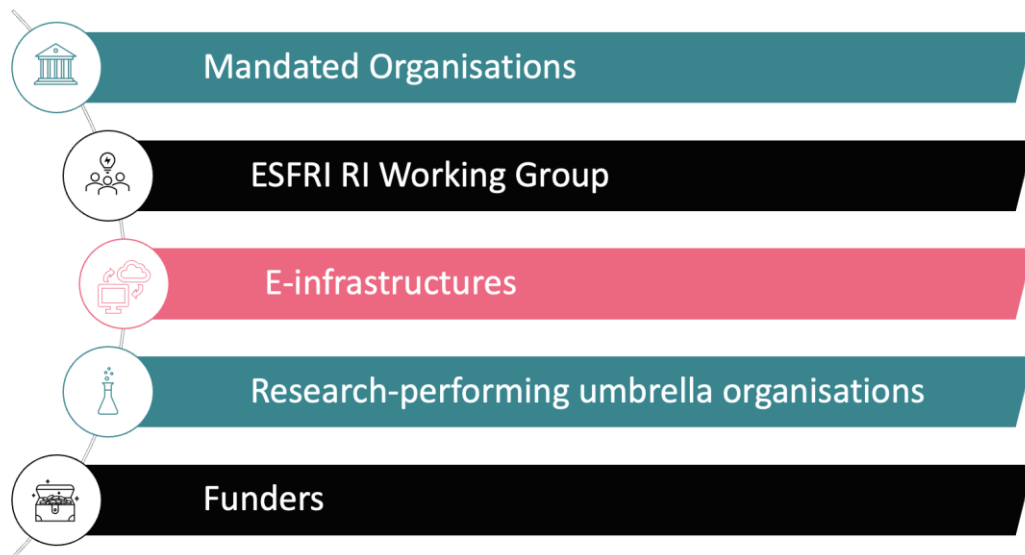 Mandated Organisations
ESFRI RI Working Group
E-infrastructures
Research-performing umbrella organisations
Funders